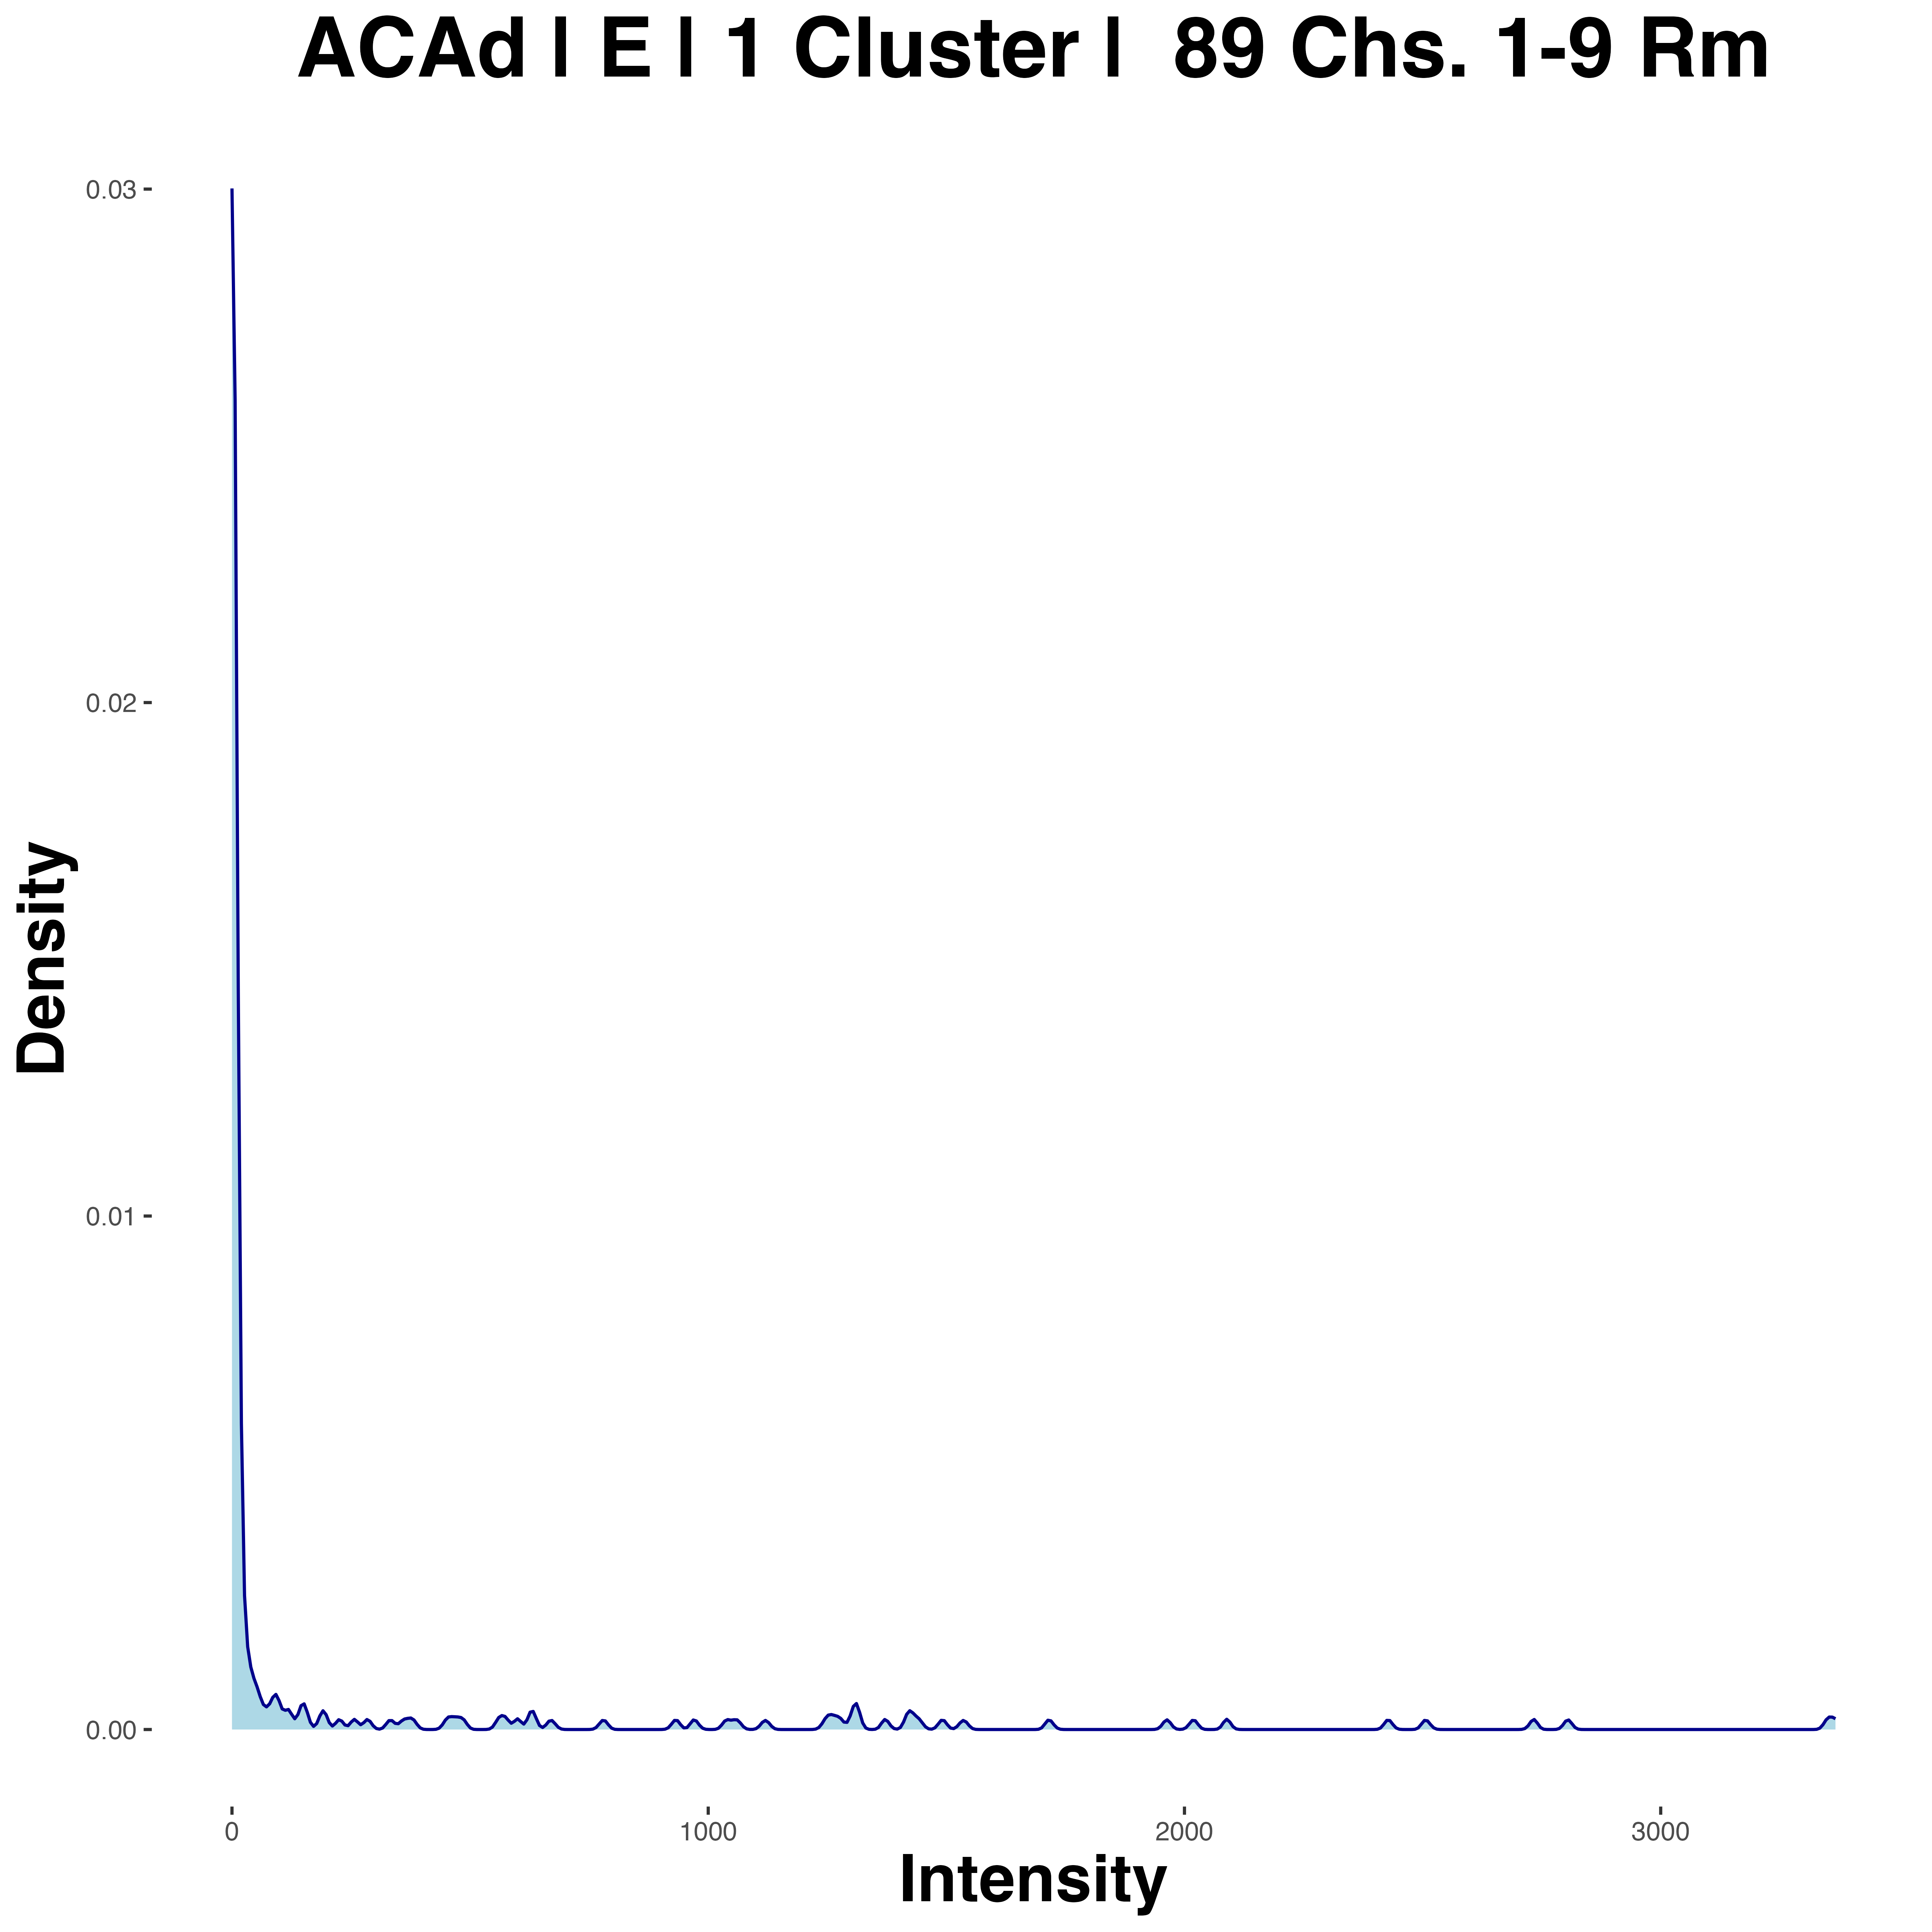 ACAd | E | 1 Cluster | 89 Chs. 1-9 Rm
0.03
0.02
0.01
0.00
Density
0 1000 2000 3000
Intensity